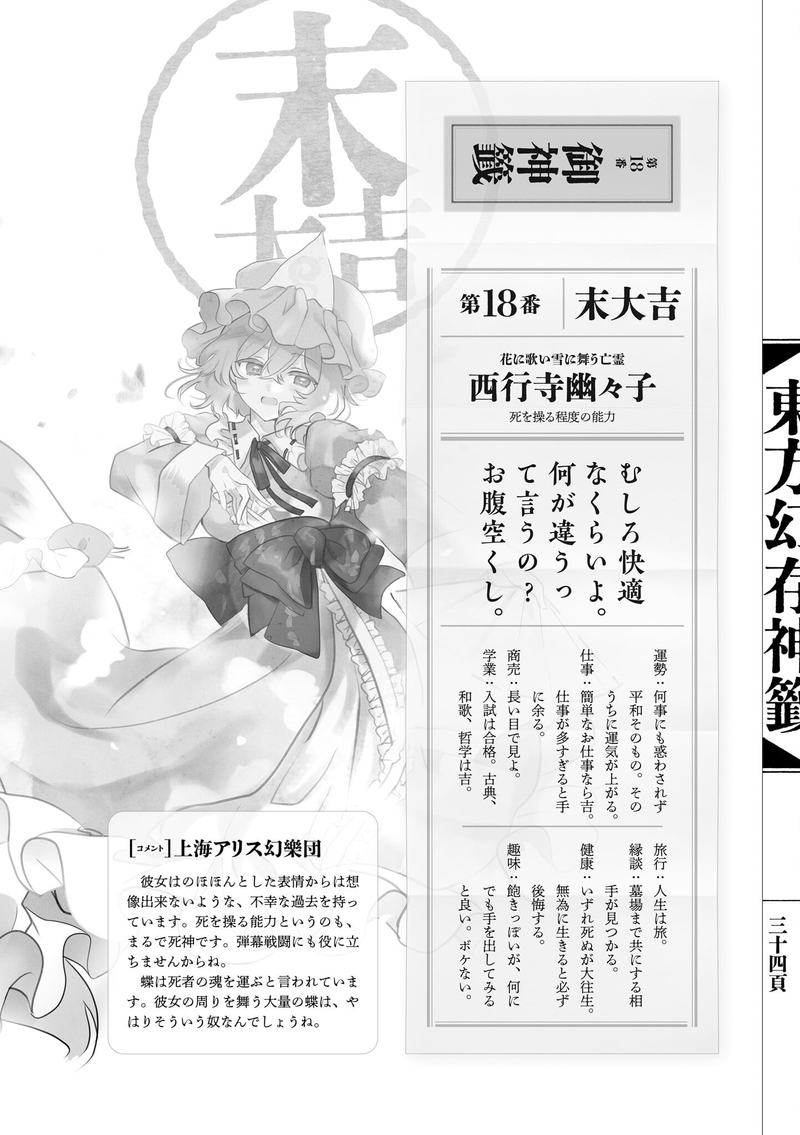 末
大吉
第18番
御神籤
第18番
末大吉
花に歌い雪に舞う亡霊
西行寺幽々子
死を操る程度の能力
むしろ快適
なくらいよ。
何が違うっ
て言うの?
お腹空くし。
運勢:何事にも惑わされず
平和そのもの。その
うちに運気が上がる。
仕事:簡単なお仕事なら吉。
仕事が多すぎると手
に余る。
商売:長い目で見よ。
学業:入試は合格。古典、
和歌、哲学は吉。
旅行:人生は旅。
縁談:墓場まで共にする相
手が見つかる。
健康:いずれ死ぬが大往生。
無為に生きると必ず
後悔する。
趣味:飽きっぽいが、何に
でも手を出してみる
と良い。ボケない。
[コメント]上海アリス幻樂団
彼女はのほほんとした表情からは想
像出来ないような、不幸な過去を持っ
ています。死を操る能力というのも、
まるで死神です。弾幕戦闘にも役に立
ちませんからね。
蝶は死者の魂を運ぶと言われていま
す。彼女の周りを舞う大量の蝶は、や
はりそういう奴なんでしょうね。
東方幻存神籤
三十四頁